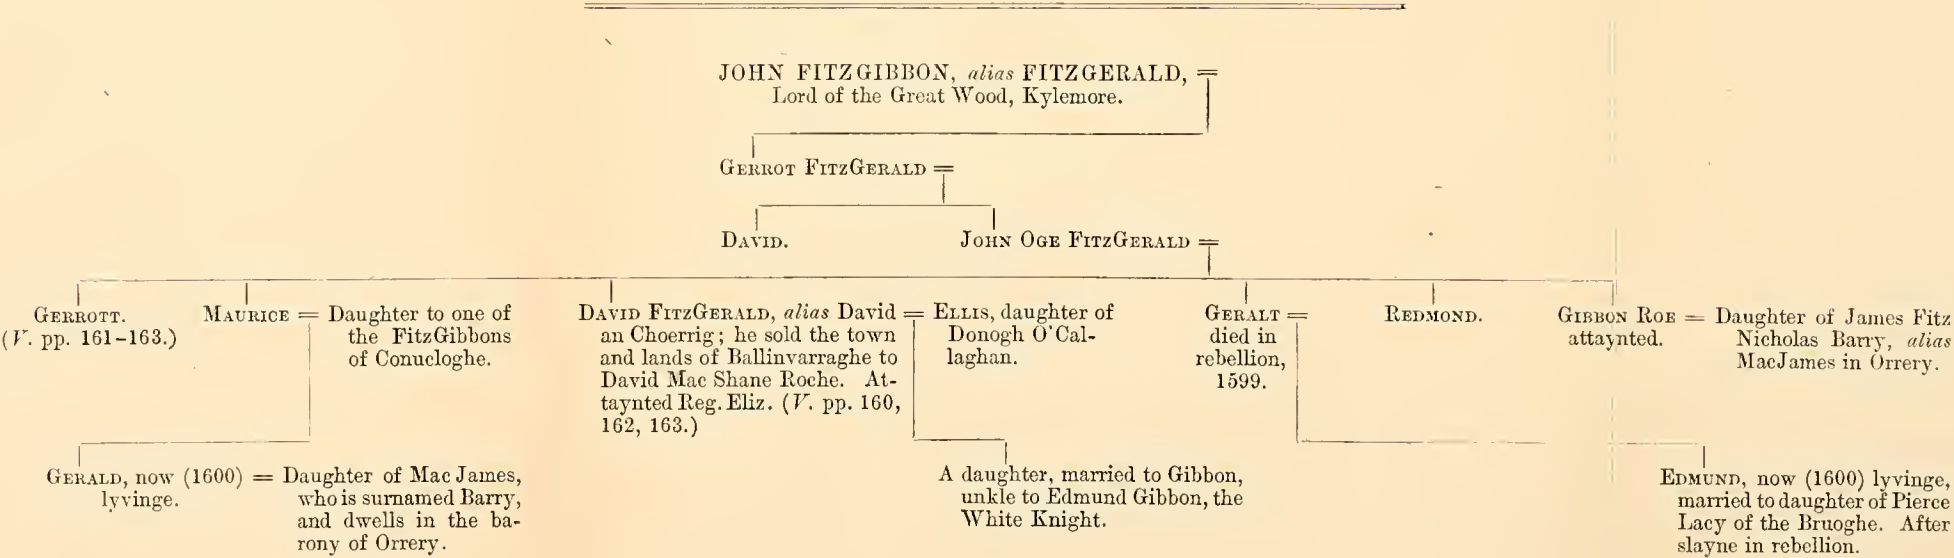 JOHN FITZGIBBON, alias FITZGERALD, =
Lord of the Great Wood, Kylemore.
GERROT FITZGERALD =
DAVID.
JOHN OGE FITZGERALD =
GERROTT.
(V. pp. 161-163.)
MAURICE = Daughter to one of
the FitzGibbons
of Conucloghe.
DAVID FITZGERALD, alias David =
an Choerrig; he sold the town
and lands of Ballinvarraghe to
David Mac Shane Roche. At-
taynted Reg. Eliz. (V. pp. 160,
162, 163.)
ELLIS, daughter of
Donogh O'Cal-
laghan.
GERALT =
died in
rebellion,
1599.
REDMOND.
GIBBON ROE =
attaynted.
Daughter of James Fitz
Nicholas Barry, alias
MacJames in Orrery.
GERALD, now (1600) =
lyvinge.
Daughter of Mac James,
who is surnamed Barry,
and dwells in the ba-
rony of Orrery.
A daughter, married to Gibbon,
unkle to Edmund Gibbon, the
White Knight.
EDMUND, now (1600) lyvinge,
married to daughter of Pierce
Lacy of the Bruoghe. After
slayne in rebellion.